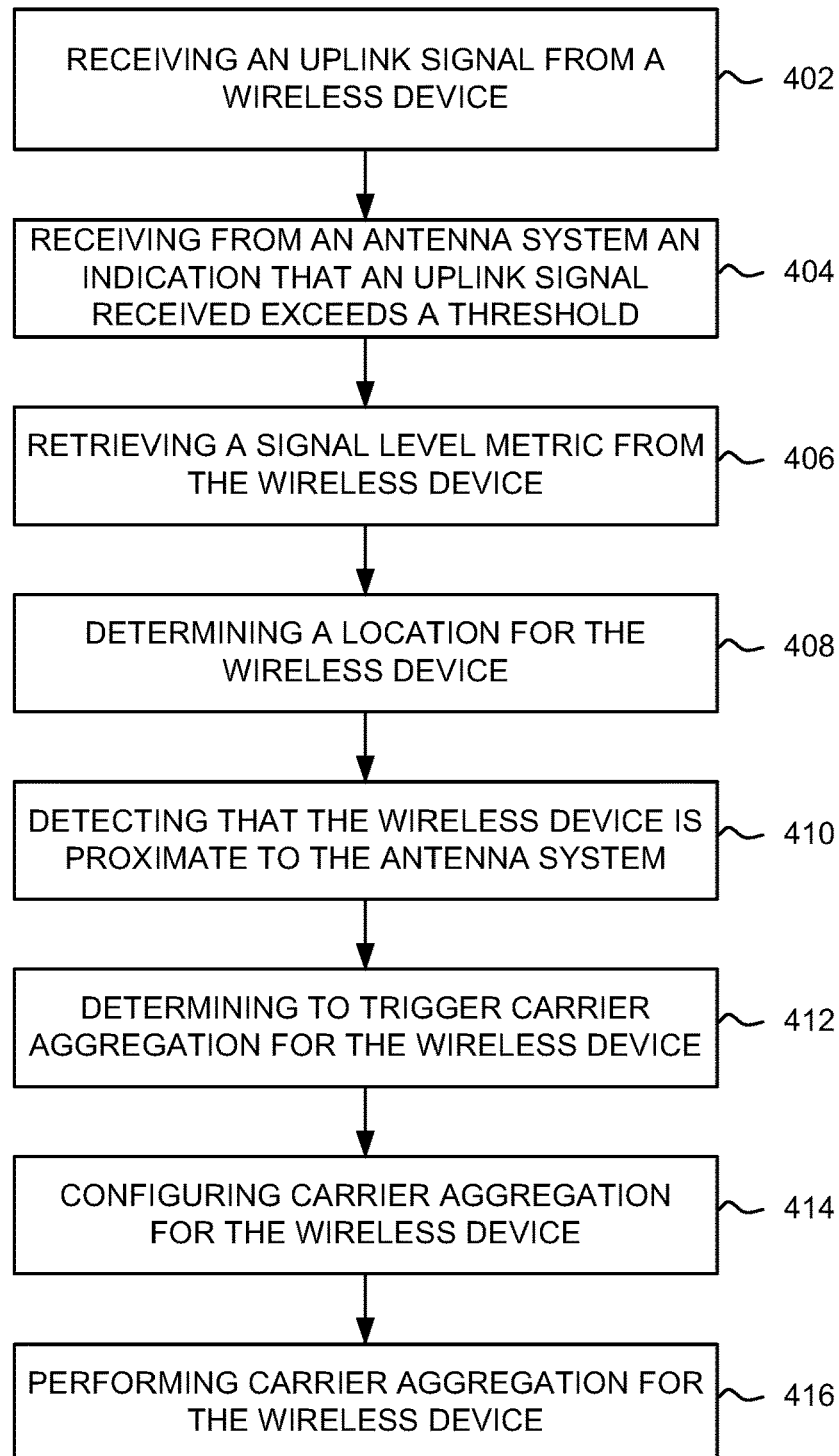 RECEIVING AN UPLINK SIGNAL FROM A
WIRELESS DEVICE
402
RECEIVING FROM AN ANTENNA SYSTEM AN
INDICATION THAT AN UPLINK SIGNAL
RECEIVED EXCEEDS A THRESHOLD
404
RETRIEVING A SIGNAL LEVEL METRIC FROM
THE WIRELESS DEVICE
406
DETERMINING A LOCATION FOR THE
WIRELESS DEVICE
408
DETECTING THAT THE WIRELESS DEVICE IS
PROXIMATE TO THE ANTENNA SYSTEM
410
DETERMINING TO TRIGGER CARRIER
AGGREGATION FOR THE WIRELESS DEVICE
412
CONFIGURING CARRIER AGGREGATION
FOR THE WIRELESS DEVICE
414
PERFORMING CARRIER AGGREGATION FOR
THE WIRELESS DEVICE
416